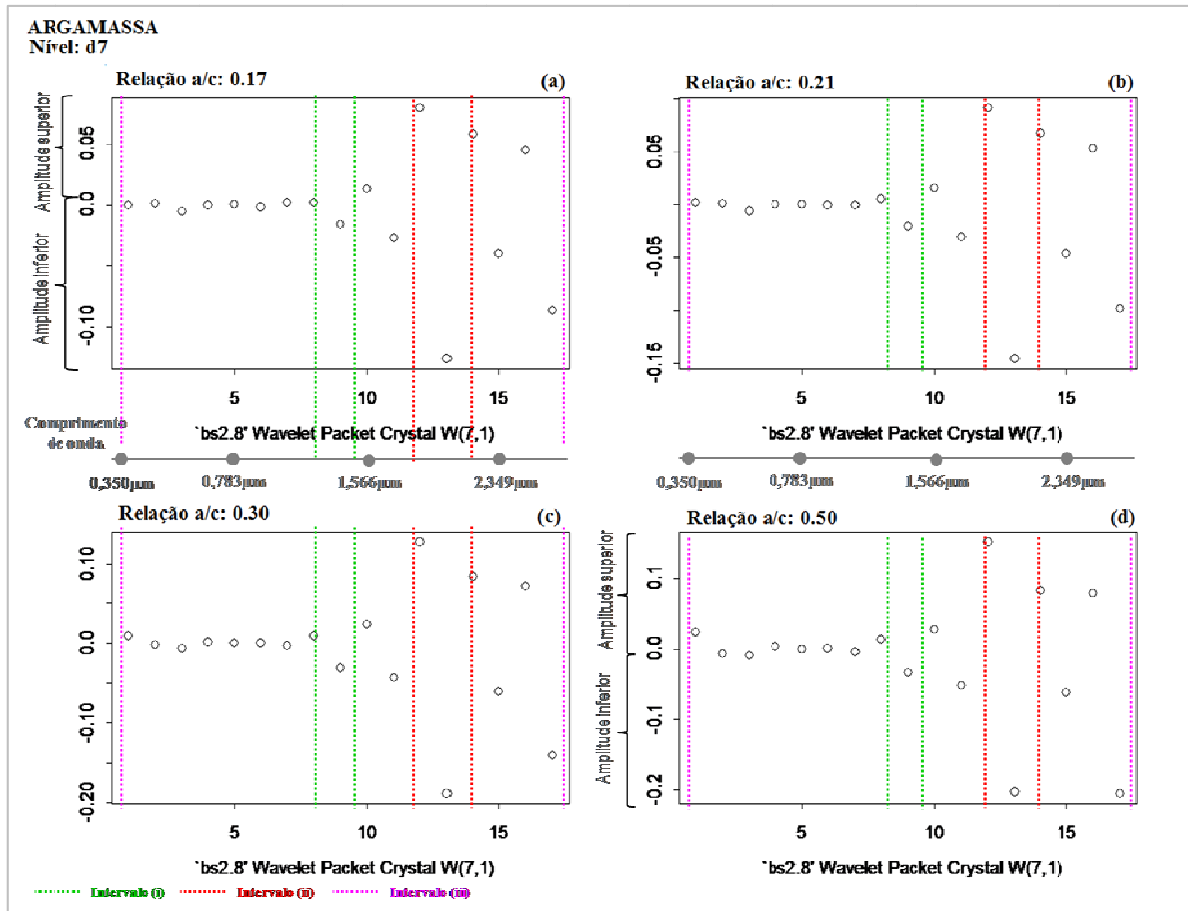 ARGAMASSA
Nível: d7
Relação a/c: 0.17 (a)
Amplitude superior
Amplitude Inferior
0.05
0.0
-0.10
5 10 15
'bs2.8' Wavelet Packet Crystal W(7,1)
Relação a/c: 0.21 (b)
0.05
-0.05
-0.15
5 10 15
'bs2.8' Wavelet Packet Crystal W(7,1)
Comprimento
de onda
0,350µm 0,783µm 1,566µm 2,349µm
0,350µm 0,783µm 1,566µm 2,349µm
Relação a/c: 0.30 (c)
0.10
0.0
-0.10
-0.20
5 10 15
'bs2.8' Wavelet Packet Crystal W(7,1)
Relação a/c: 0.50 (d)
Amplitude superior
Amplitude Inferior
0.1
0.0
-0.1
-0.2
5 10 15
'bs2.8' Wavelet Packet Crystal W(7,1)
Intervalo (i) Intervalo (ii) Intervalo (iii)